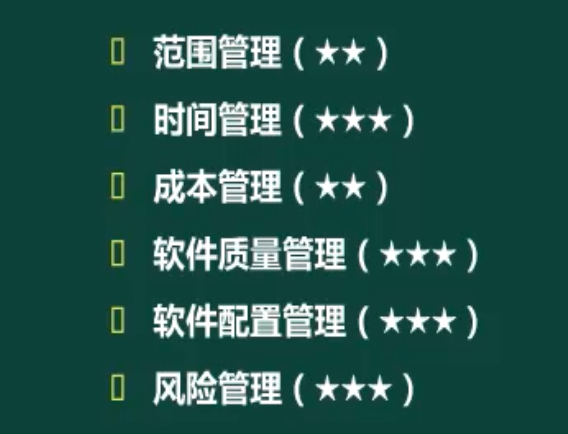 范围管理（★★）
时间管理（★★★）
成本管理（★★）
软件质量管理（★★★）
软件配置管理（★★★）
风险管理（★★★）